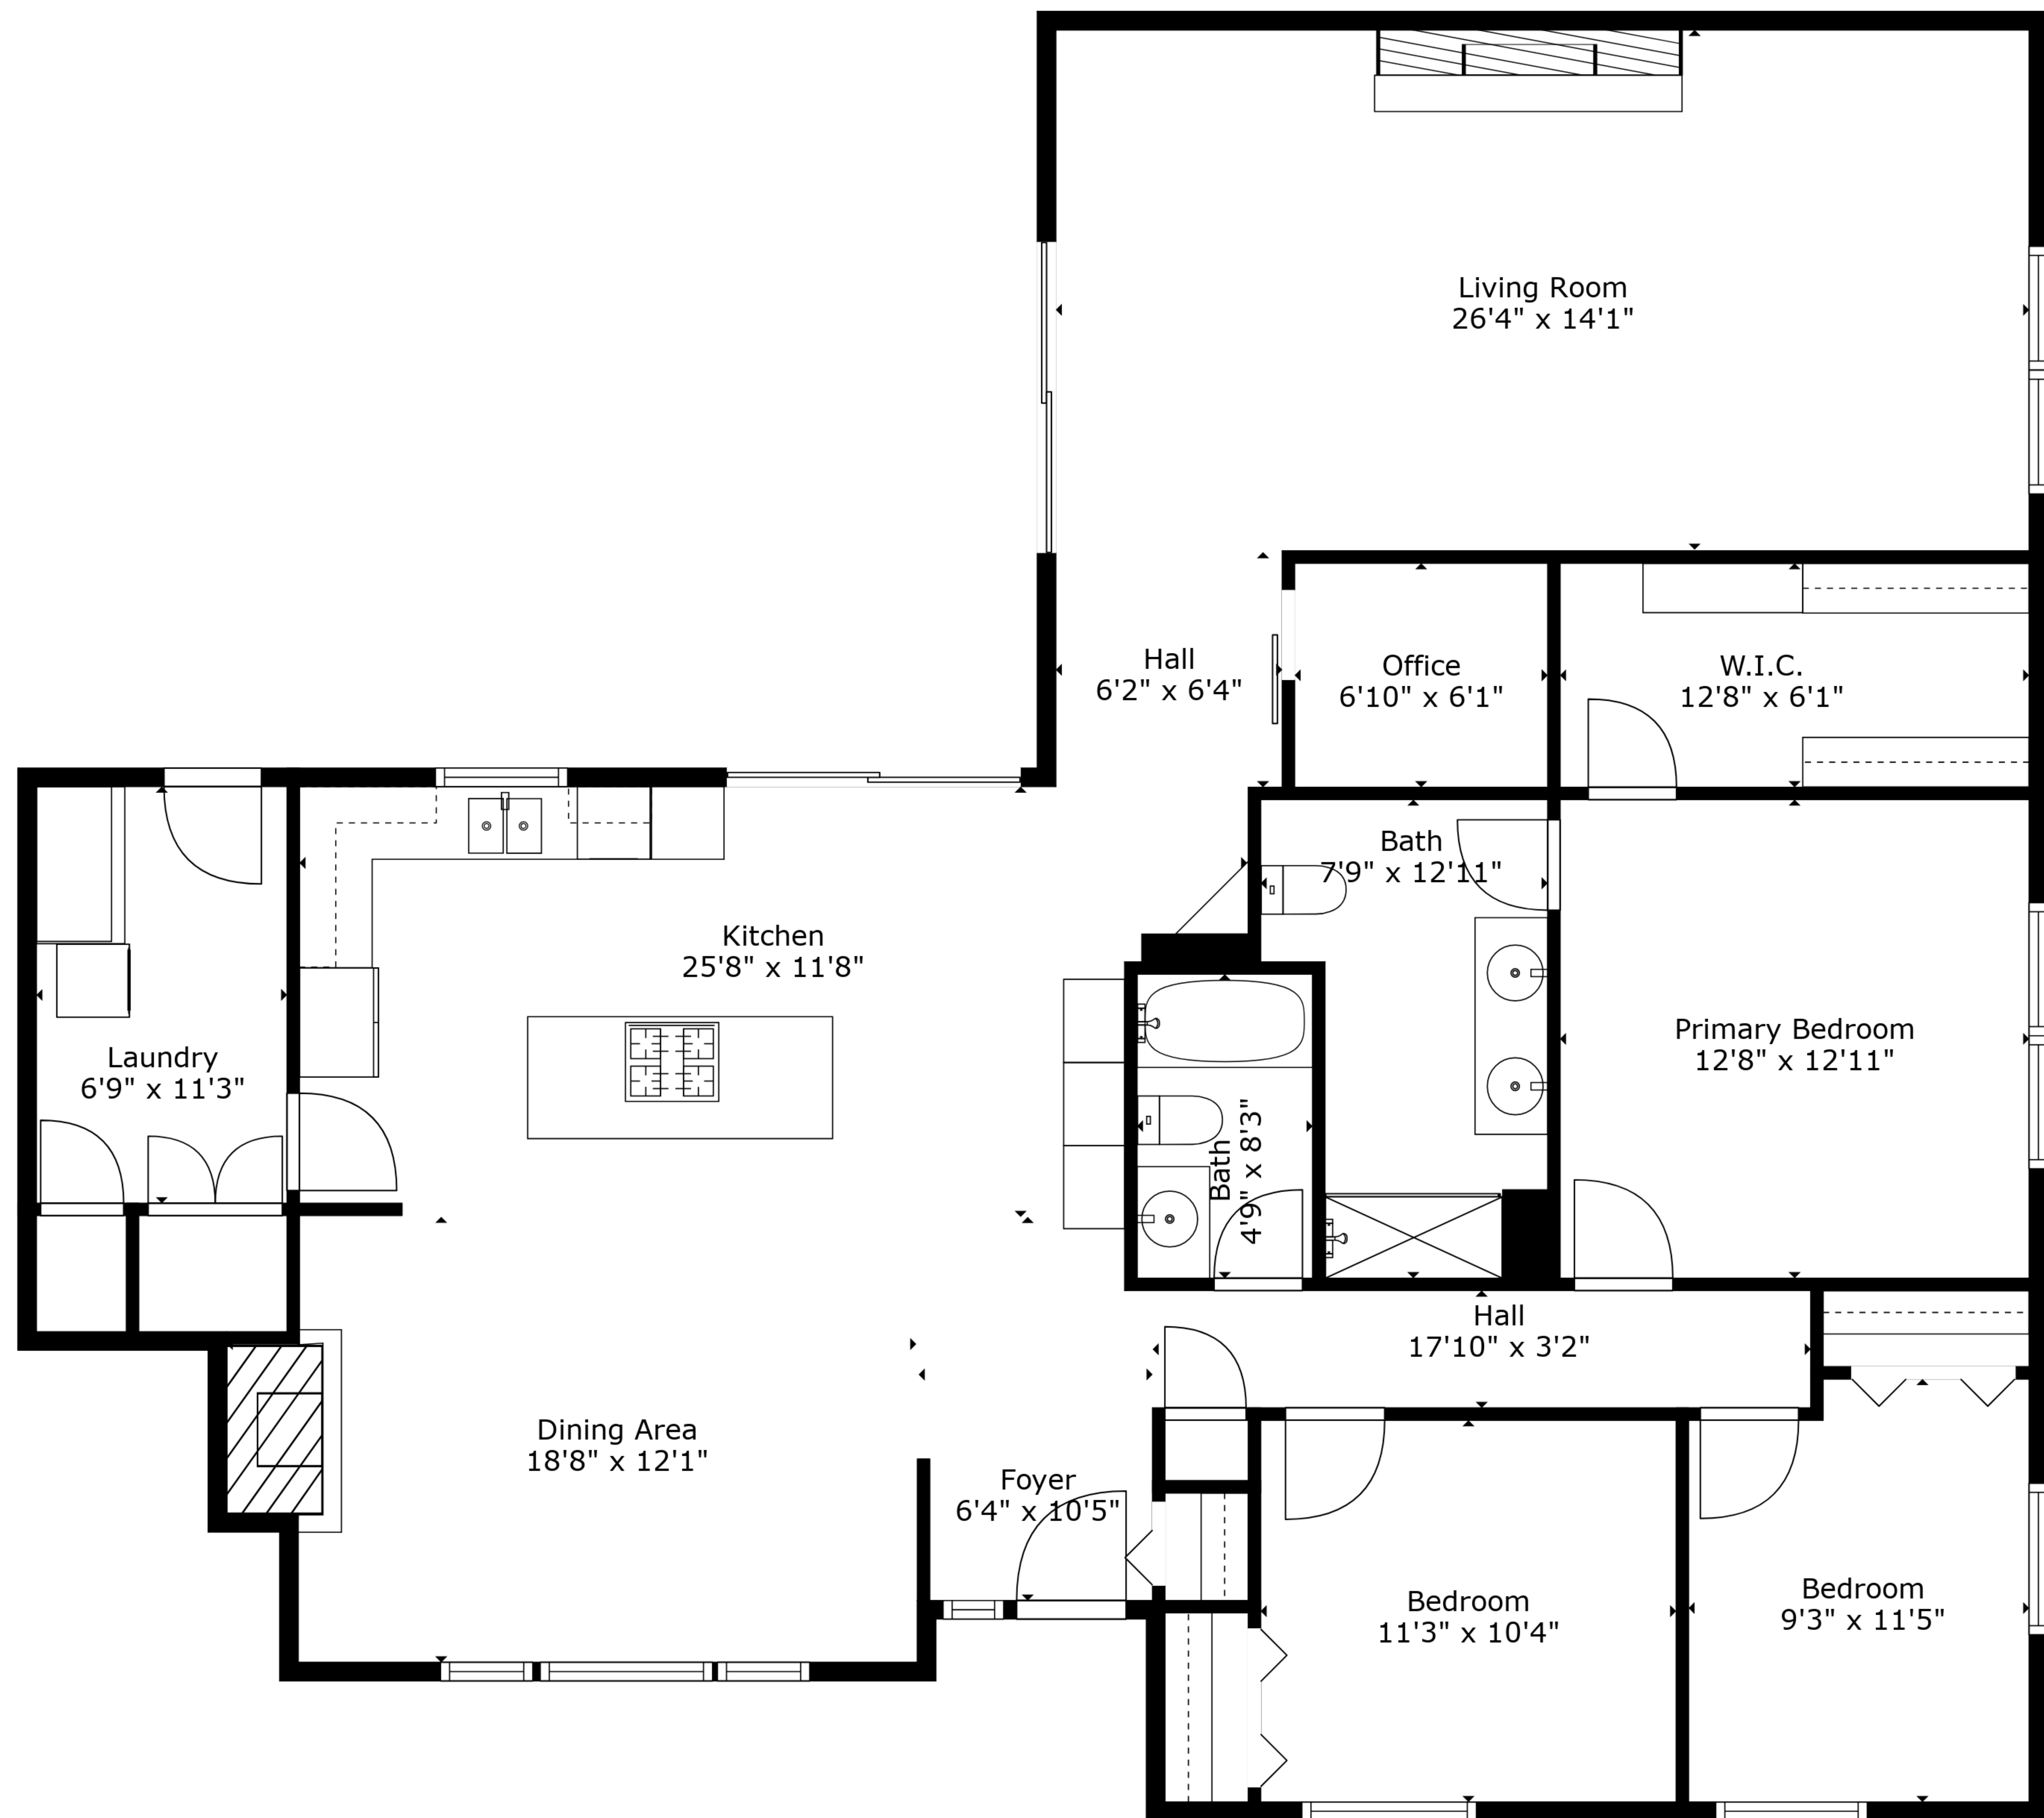 Living Room
26'4" x 14'1"
Hall
6'2" x 6'4"
Office
6'10" x 6'1"
W.I.C.
12'8" x 6'1"
Bath
7'9" x 12'11"
Kitchen
25'8" x 11'8"
Laundry
6'9" x 11'3"
Primary Bedroom
12'8" x 12'11"
Bath
4'9" x 8'3"
Hall
17'10" x 3'2"
Dining Area
18'8" x 12'1"
Foyer
6'4" x 10'5"
Bedroom
11'3" x 10'4"
Bedroom
9'3" x 11'5"